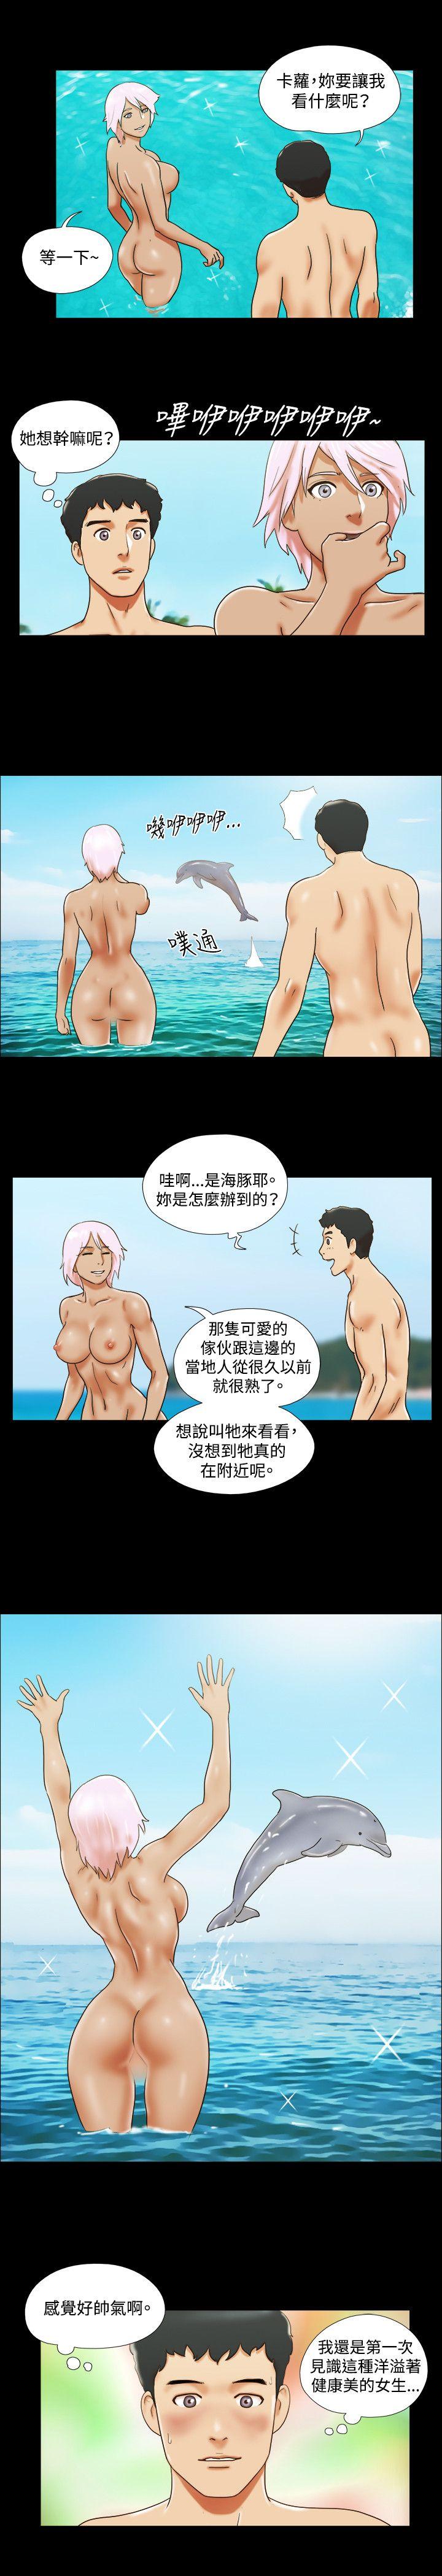 卡蘿,妳要讓我
看什麼呢?
等一下~
她想幹嘛呢?
嗶咿咿咿咿咿~
嘰咿咿咿...
噗通
哇啊...是海豚耶。
妳是怎麼辦到的?
那隻可愛的
傢伙跟這邊的
當地人從很久以前
就很熟了。
想說叫牠來看看,
沒想到牠真的
在附近呢。
感覺好帥氣啊。
我還是第一次
見識這種洋溢著
健康美的女生...